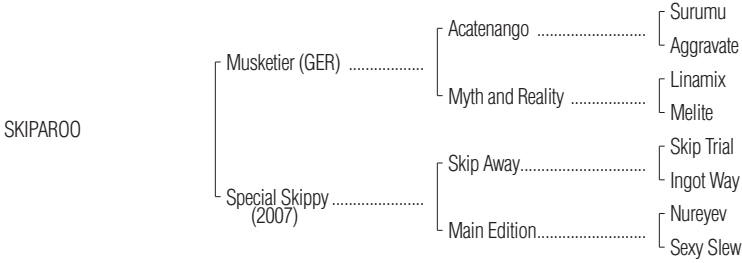 Surumu
Acatenango ..........................
Aggravate
Musketier (GER) ..................
Linamix
Myth and Reality ..................
Melite
SKIPAROO
Skip Trial
Skip Away..............................
Ingot Way
Special Skippy ......................
(2007)
Nureyev
Main Edition..........................
Sexy Slew